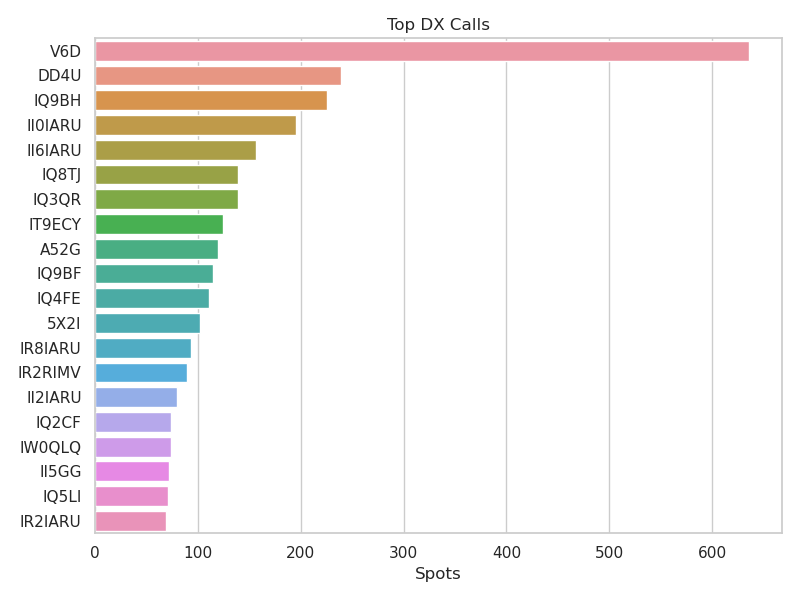 Top DX Calls
V6D
DD4U
IQ9BH
II0IARU
II6IARU
IQ8TJ
IQ3QR
IT9ECY
A52G
IQ9BF
IQ4FE
5X2I
IR8IARU
IR2RIMV
II2IARU
IQ2CF
IW0QLQ
II5GG
IQ5LI
IR2IARU
0 100 200 300 400 500 600
Spots